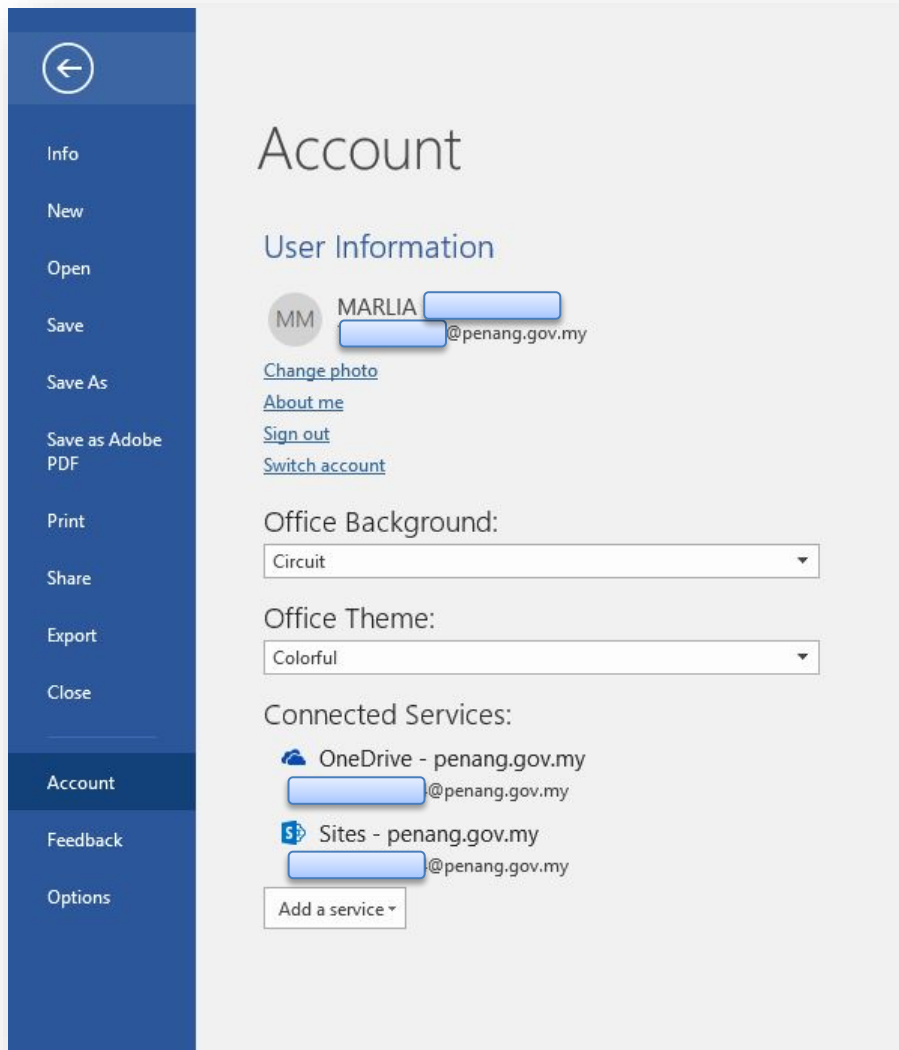 Info
New
Open
Save
Save As
Save as Adobe
PDF
Print
Share
Export
Close
Account
Feedback
Options
Account
User Information
MM
MARLIA
@penang.gov.my
Change photo
About me
Sign out
Switch account
Office Background:
Circuit
Office Theme:
Colorful
Connected Services:
OneDrive - penang.gov.my
@penang.gov.my
S
Sites - penang.gov.my
@penang.gov.my
Add a service